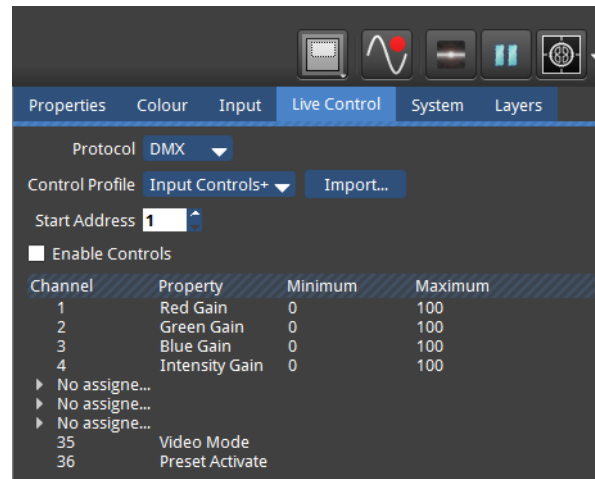 Properties Colour Input Live Control System Layers
Protocol DMX
Control Profile Input Controls+ Import...
Start Address 1
Enable Controls
Channel Property Minimum Maximum
1 Red Gain 0 100
2 Green Gain 0 100
3 Blue Gain 0 100
4 Intensity Gain 0 100
No assigne...
No assigne...
No assigne...
35 Video Mode
36 Preset Activate